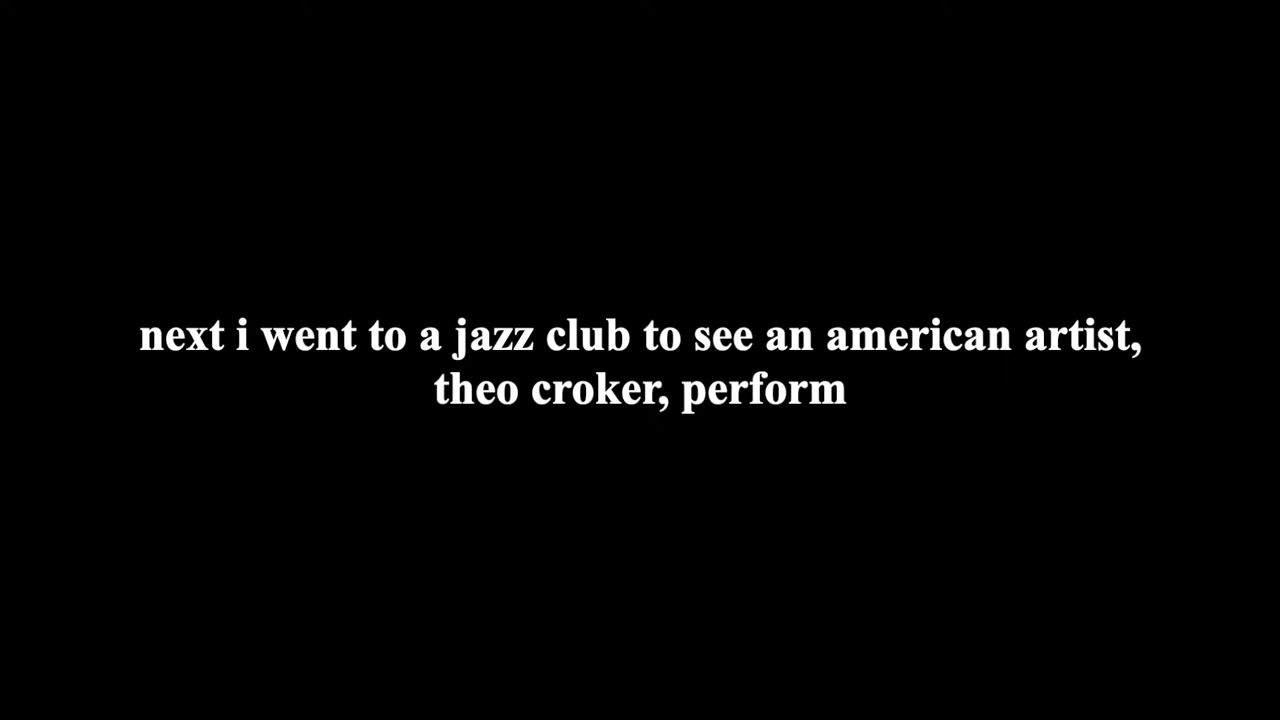 next i went to a jazz club to see an american artist,
theo croker, perform